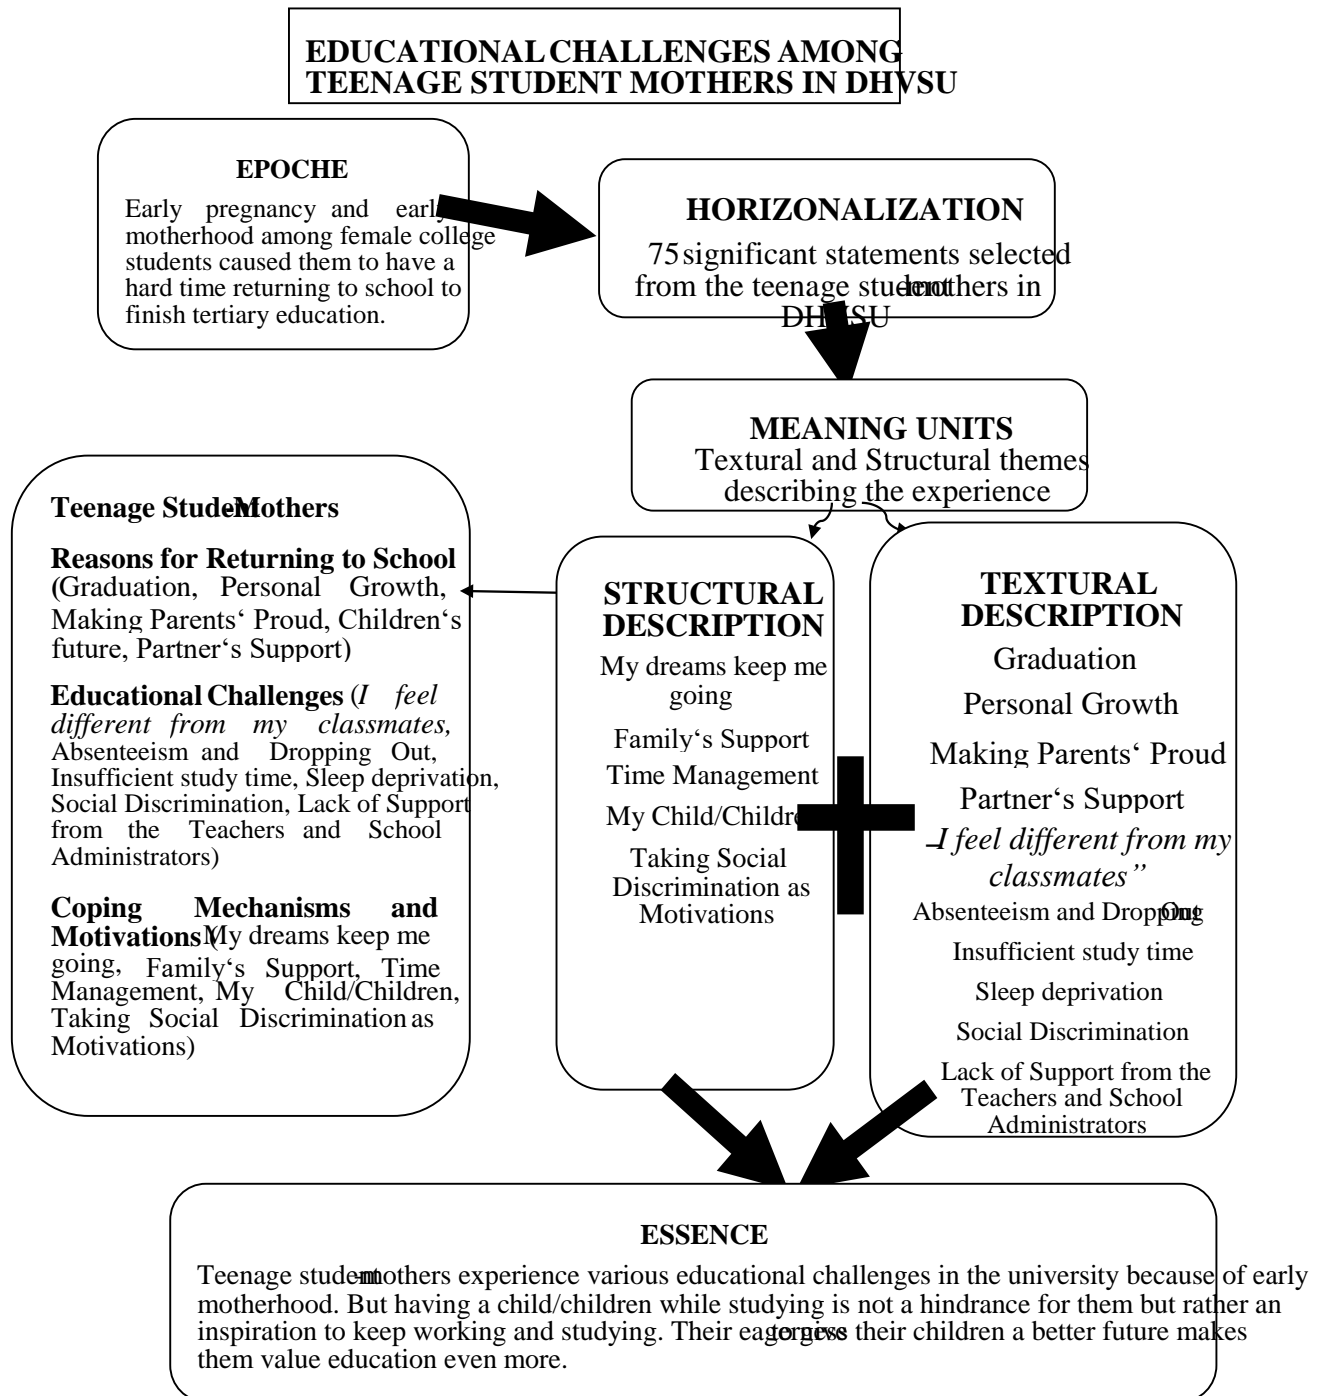 EDUCATIONAL CHALLENGES AMONG
TEENAGE STUDENT MOTHERS IN DHVSU
EPOCHE
Early pregnancy and early
motherhood among female college
students caused them to have a
hard time returning to school to
finish tertiary education.
HORIZONALIZATION
75 significant statements selected
from the teenage student-mothers in
DHVSU
MEANING UNITS
Textural and Structural themes
describing the experience
Teenage Student-Mothers
Reasons for Returning to School
(Graduation, Personal Growth,
Making Parents‘ Proud, Children‘s
future, Partner‘s Support)
Educational Challenges (I feel
different from my classmates,
Absenteeism and Dropping Out,
Insufficient study time, Sleep deprivation,
Social Discrimination, Lack of Support
from the Teachers and School
Administrators)
Coping Mechanisms and
Motivations (My dreams keep me
going, Family‘s Support, Time
Management, My Child/Children,
Taking Social Discrimination as
Motivations)
STRUCTURAL
DESCRIPTION
My dreams keep me
going
Family‘s Support
Time Management
My Child/Children
Taking Social
Discrimination as
Motivations
TEXTURAL
DESCRIPTION
Graduation
Personal Growth
Making Parents‘ Proud
Partner‘s Support
―I feel different from my
classmates”
Absenteeism and Dropping Out
Insufficient study time
Sleep deprivation
Social Discrimination
Lack of Support from the
Teachers and School
Administrators
ESSENCE
Teenage student-mothers experience various educational challenges in the university because of early
motherhood. But having a child/children while studying is not a hindrance for them but rather an
inspiration to keep working and studying. Their eagerness to give their children a better future makes
them value education even more.